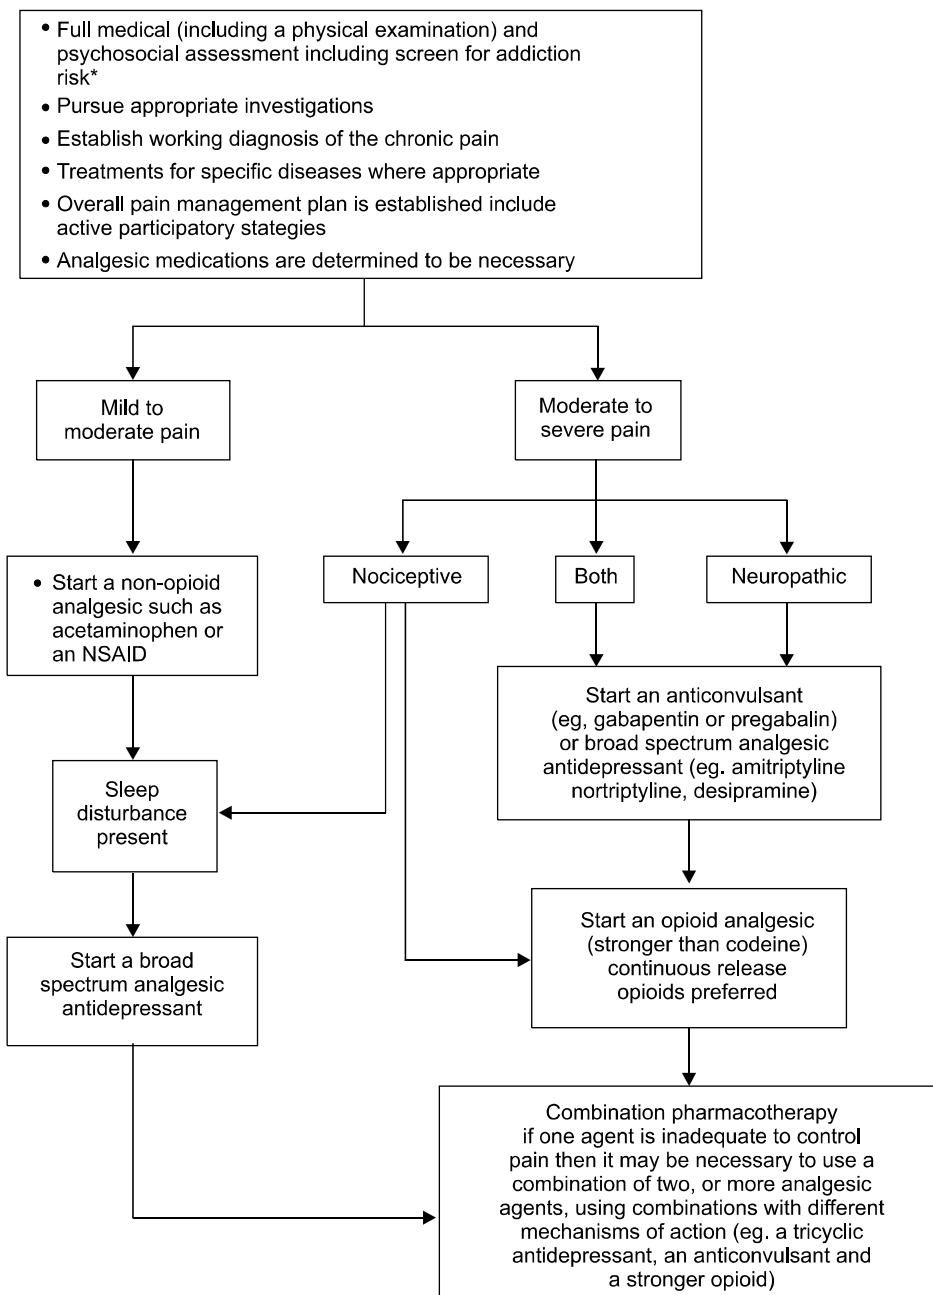 • Full medical (including a physical examination) and
psychosocial assessment including screen for addiction
risk*
• Pursue appropriate investigations
• Establish working diagnosis of the chronic pain
• Treatments for specific diseases where appropriate
• Overall pain management plan is established include
active participatory stategies
• Analgesic medications are determined to be necessary
Mild to
moderate pain
Moderate to
severe pain
• Start a non-opioid
analgesic such as
acetaminophen or
an NSAID
Nociceptive
Both
Neuropathic
Start an anticonvulsant
(eg, gabapentin or pregabalin)
or broad spectrum analgesic
antidepressant (eg. amitriptyline
nortriptyline, desipramine)
Sleep
disturbance
present
Start an opioid analgesic
(stronger than codeine)
continuous release
opioids preferred
Start a broad
spectrum analgesic
antidepressant
Combination pharmacotherapy
if one agent is inadequate to control
pain then it may be necessary to use a
combination of two, or more analgesic
agents, using combinations with different
mechanisms of action (eg. a tricyclic
antidepressant, an anticonvulsant and
a stronger opioid)